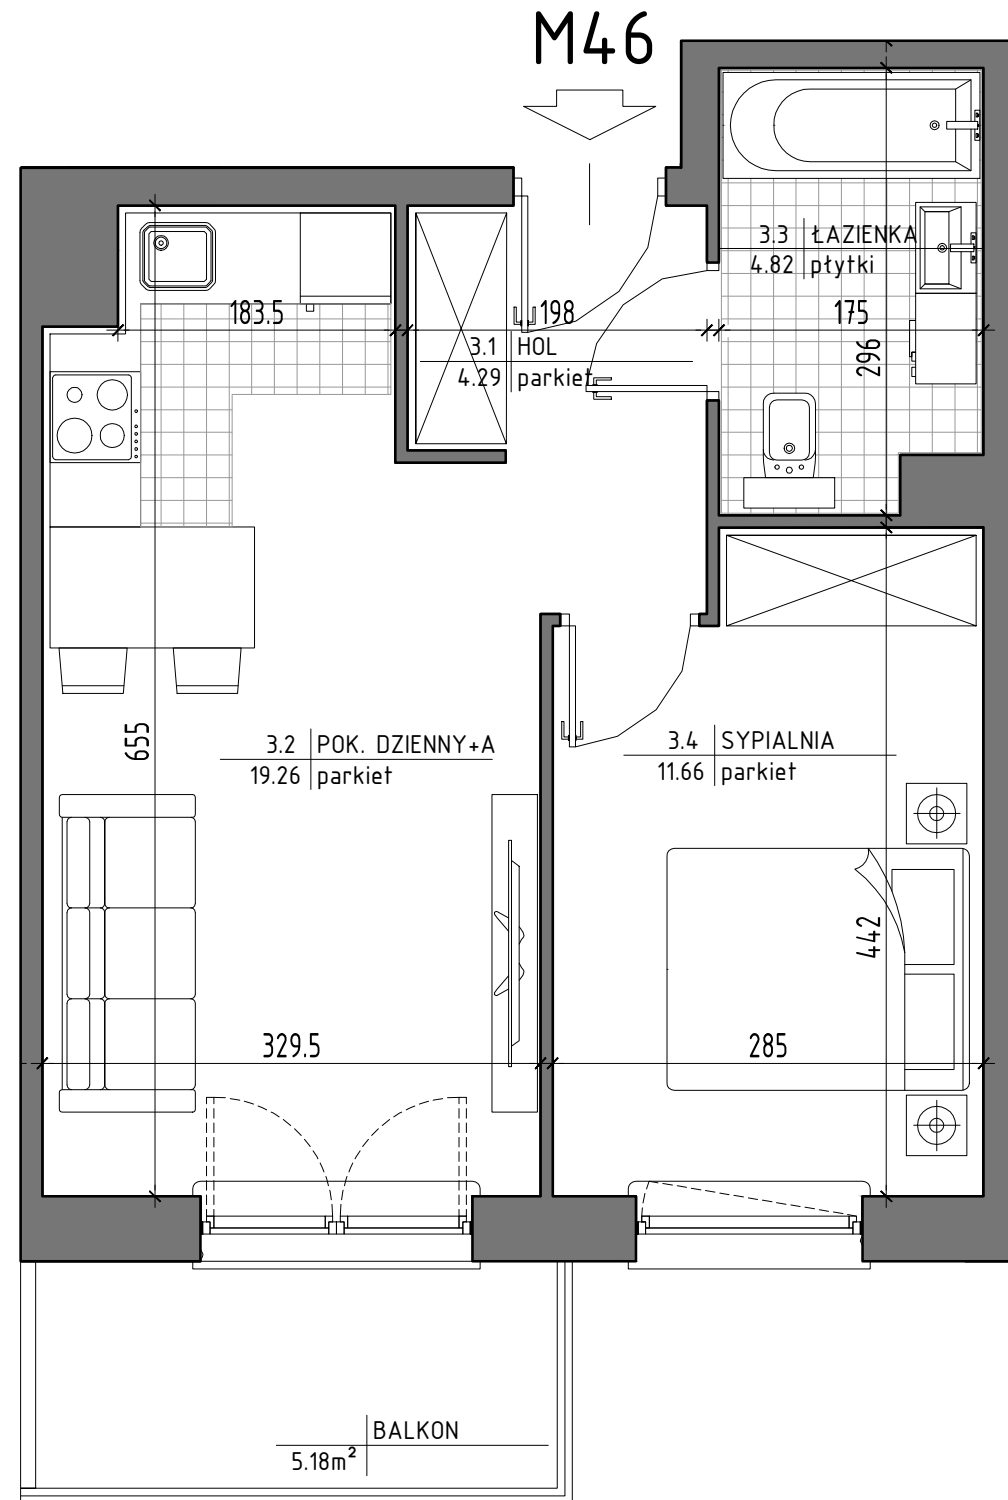 M46
3.3 ŁAZIENKA
4.82 płytki
183.5
198
175
296
3.1 HOL
4.29 parkiet
655
3.2 POK. DZIENNY+A
19.26 parkiet
3.4 SYPIALNIA
11.66 parkiet
442
329.5
285
BALKON
5.18m²